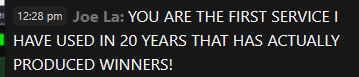 12:28 pm Joe La: YOU ARE THE FIRST SERVICE I
HAVE USED IN 20 YEARS THAT HAS ACTUALLY
PRODUCED WINNERS!